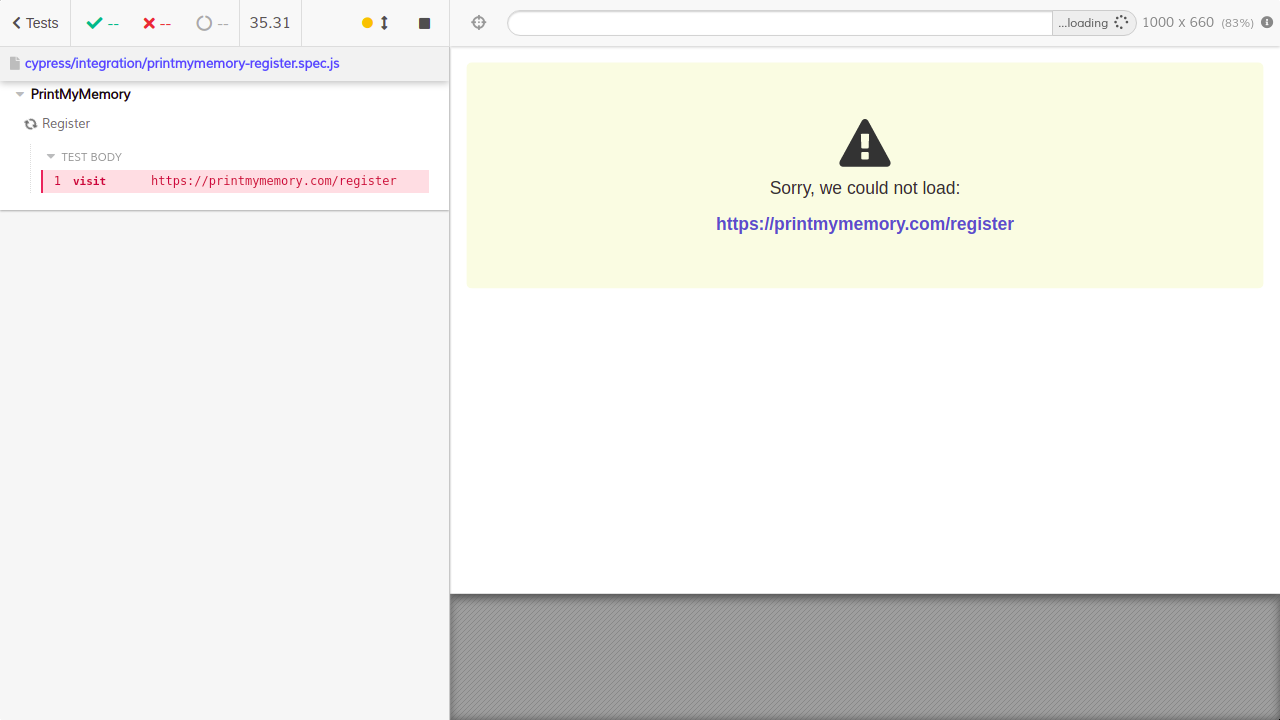 Tests
--
--
--
35.31
...loading
1000 x 660 (83%)
cypress/integration/printmymemory-register.spec.js
PrintMyMemory
Register
TEST BODY
1 visit https://printmymemory.com/register
Sorry, we could not load:
https://printmymemory.com/register